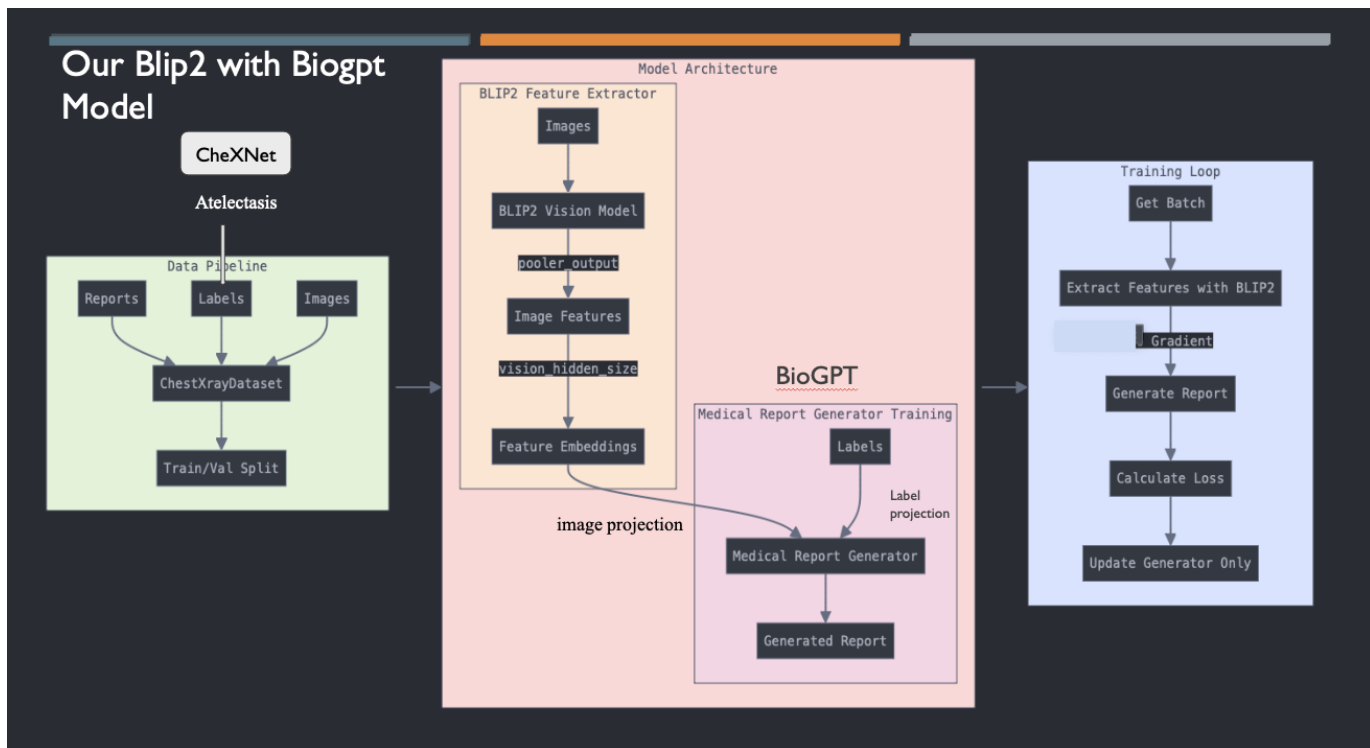 Our Blip2 with Biogpt
Model
CheXNet
Atelectasis
Data Pipeline
Reports
Labels
Images
ChestXrayDataset
Train/Val Split
Model Architecture
BLIP2 Feature Extractor
Images
BLIP2 Vision Model
pooler_output
Image Features
vision_hidden_size
Feature Embeddings
image projection
BioGPT
Medical Report Generator Training
Labels
Label
projection
Medical Report Generator
Generated Report
Training Loop
Get Batch
Extract Features with BLIP2
Gradient
Generate Report
Calculate Loss
Update Generator Only